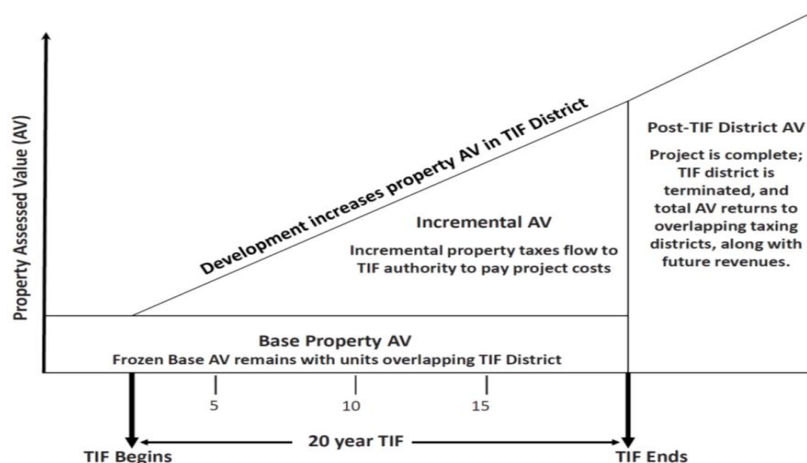 Property Assessed Value (AV)
Development increases property AV in TIF District
Post-TIF District AV
Project is complete;
TIF district is
terminated, and
total AV returns to
overlapping taxing
districts, along with
future revenues.
Incremental AV
Incremental property taxes flow to
TIF authority to pay project costs
Base Property AV
Frozen Base AV remains with units overlapping TIF District
5
10
15
20 year TIF
TIF Begins
TIF Ends